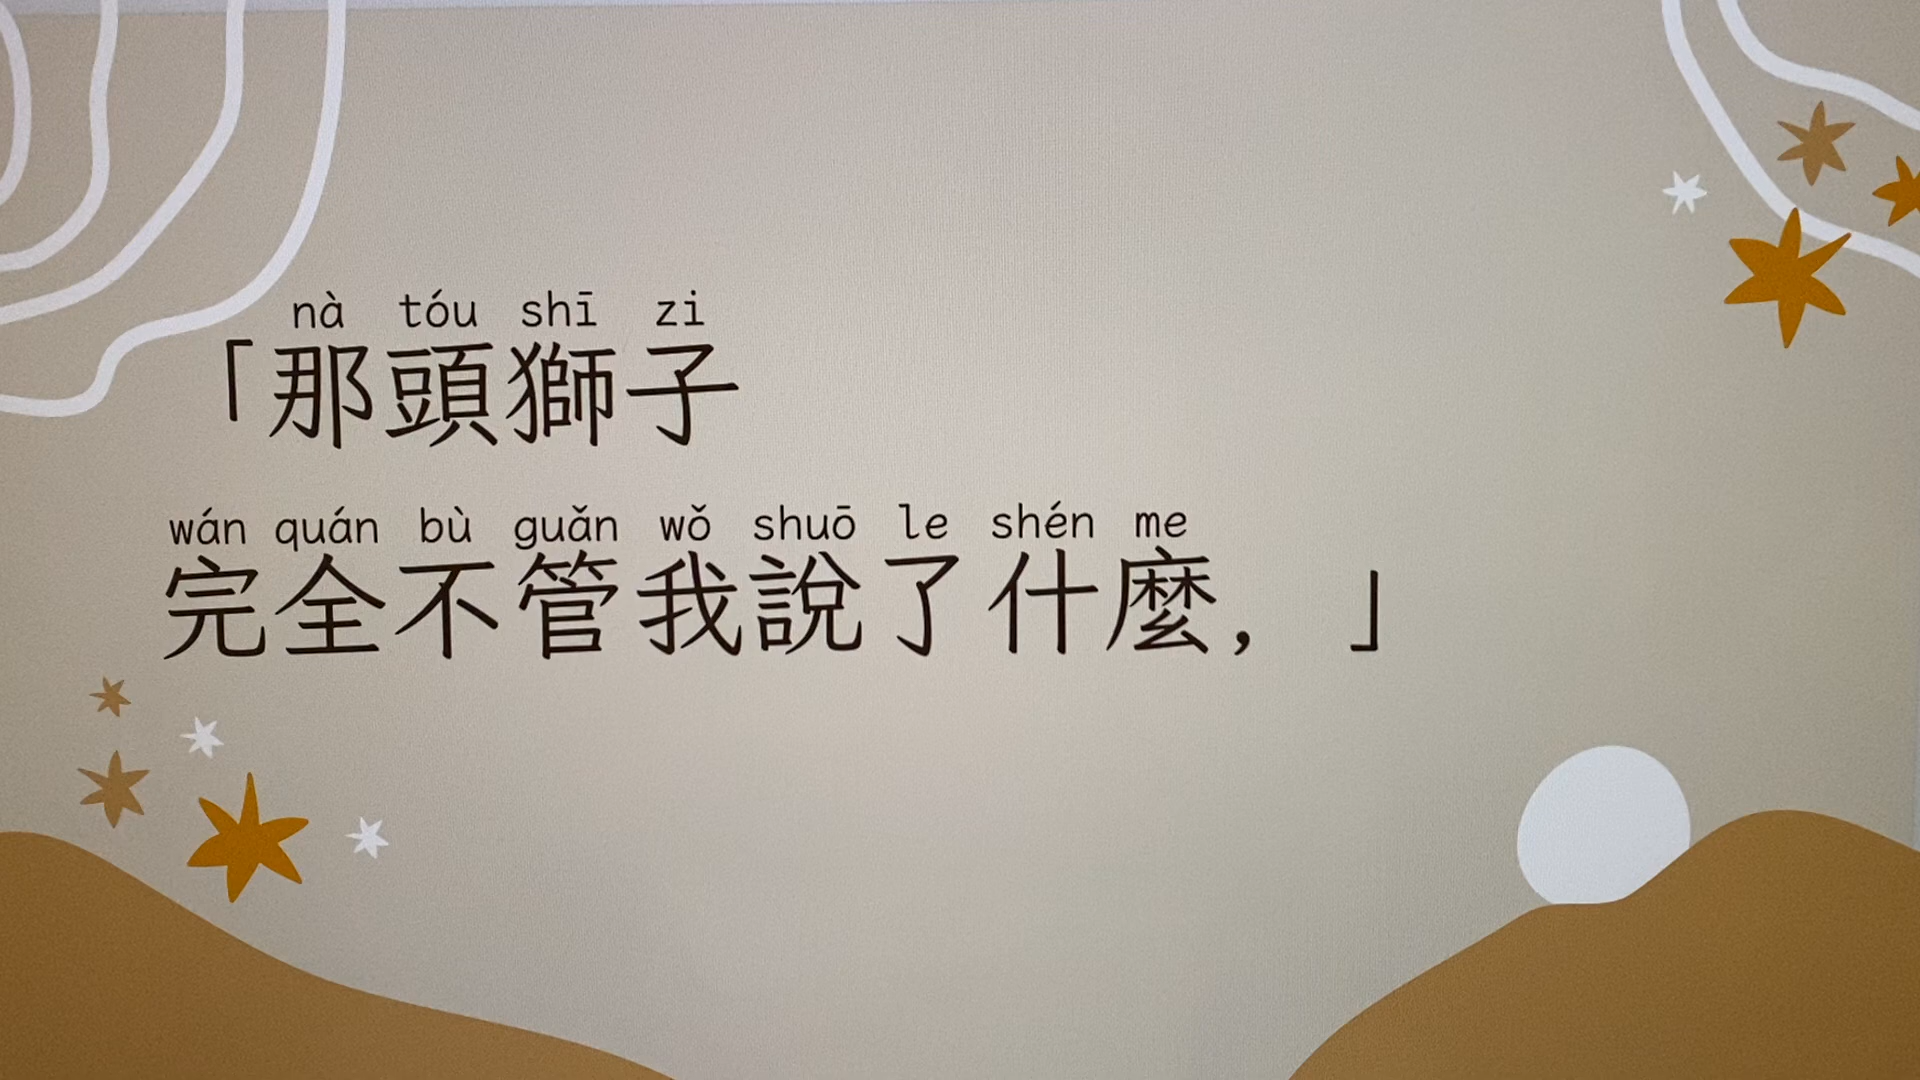 nà tóu shī zi
「那頭獅子
wán quán bù guǎn wǒ shuō le shén me
完全不管我說了什麼，」